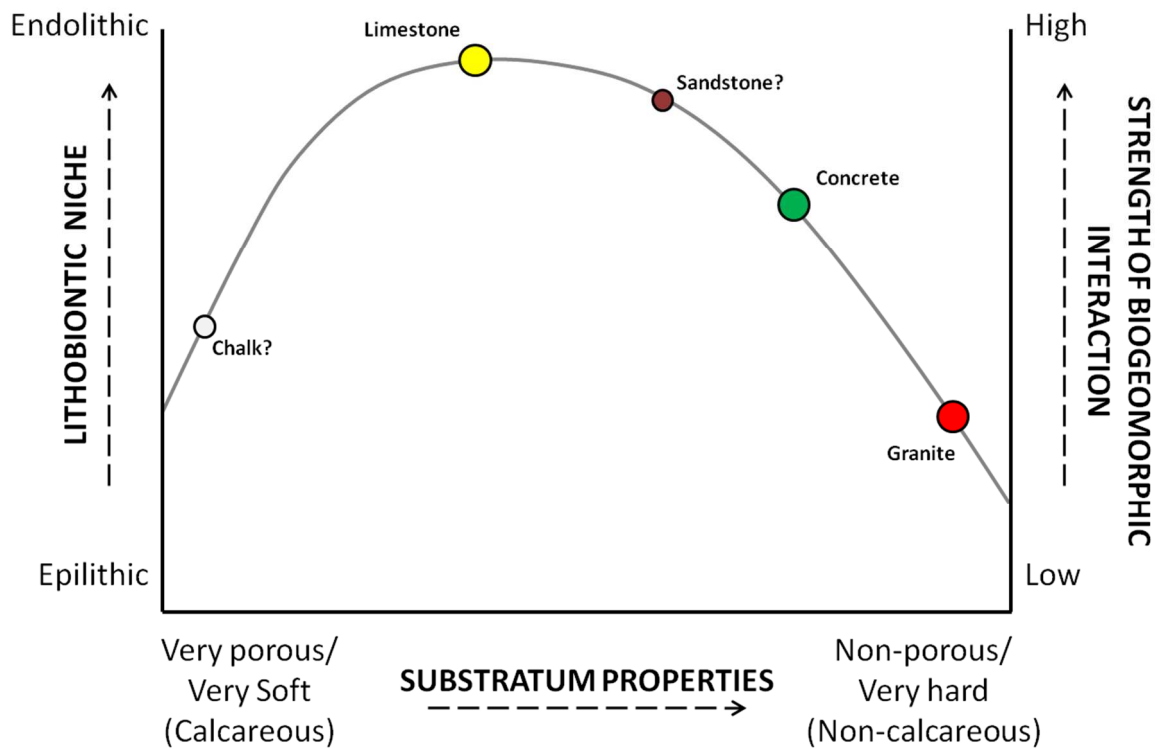 Endolithic
High
Limestone
Sandstone?
Concrete
Chalk?
Granite
LITHOBIONTIC NICHE
STRENGTH OF BIOGEOMORPHIC
INTERACTION
Epilithic
Low
Very porous/
Very Soft
(Calcareous)
SUBSTRATUM PROPERTIES
Non-porous/
Very hard
(Non-calcareous)